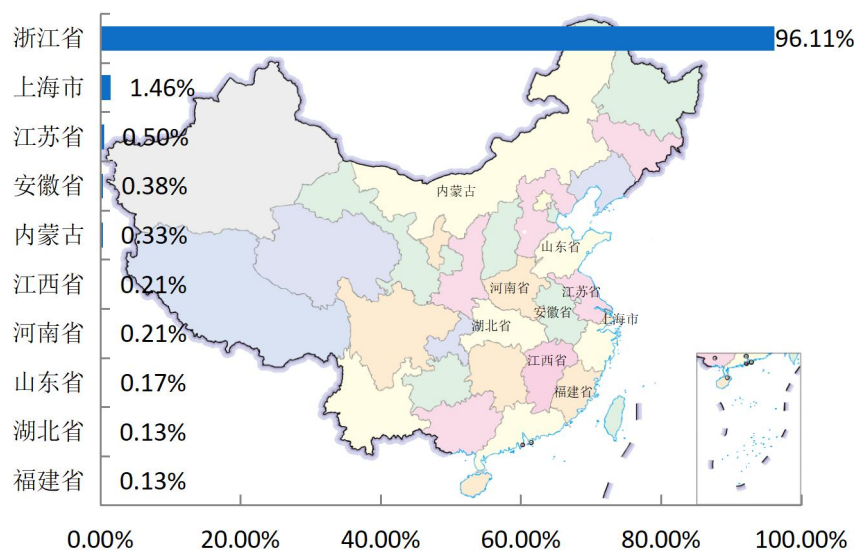 浙江省 96.11%
上海市 1.46%
江苏省 0.50%
安徽省 0.38%
内蒙古 0.33%
江西省 0.21%
河南省 0.21%
山东省 0.17%
湖北省 0.13%
福建省 0.13%
0.00% 20.00% 40.00% 60.00% 80.00% 100.00%
内蒙古
山东省
河南省
江苏省
安徽省
上海市
湖北省
江西省
福建省